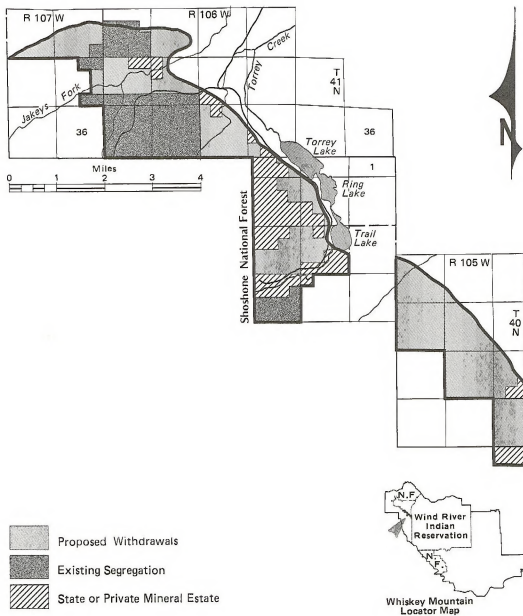 R 107 W
R 106 W
Torrey
Creek
T
41
N
Jakeys Fork
36
36
N
Torrey
Lake
1
Miles
0 1 2 4
Ring
Lake
Trail
Lake
Shoshone National Forest
R 105 W
T
40
N
N.F.
Wind River
Indian
Reservation
N.
F.
Proposed Withdrawals
Existing Segregation
State or Private Mineral Estate
Whiskey Mountain
Locator Map